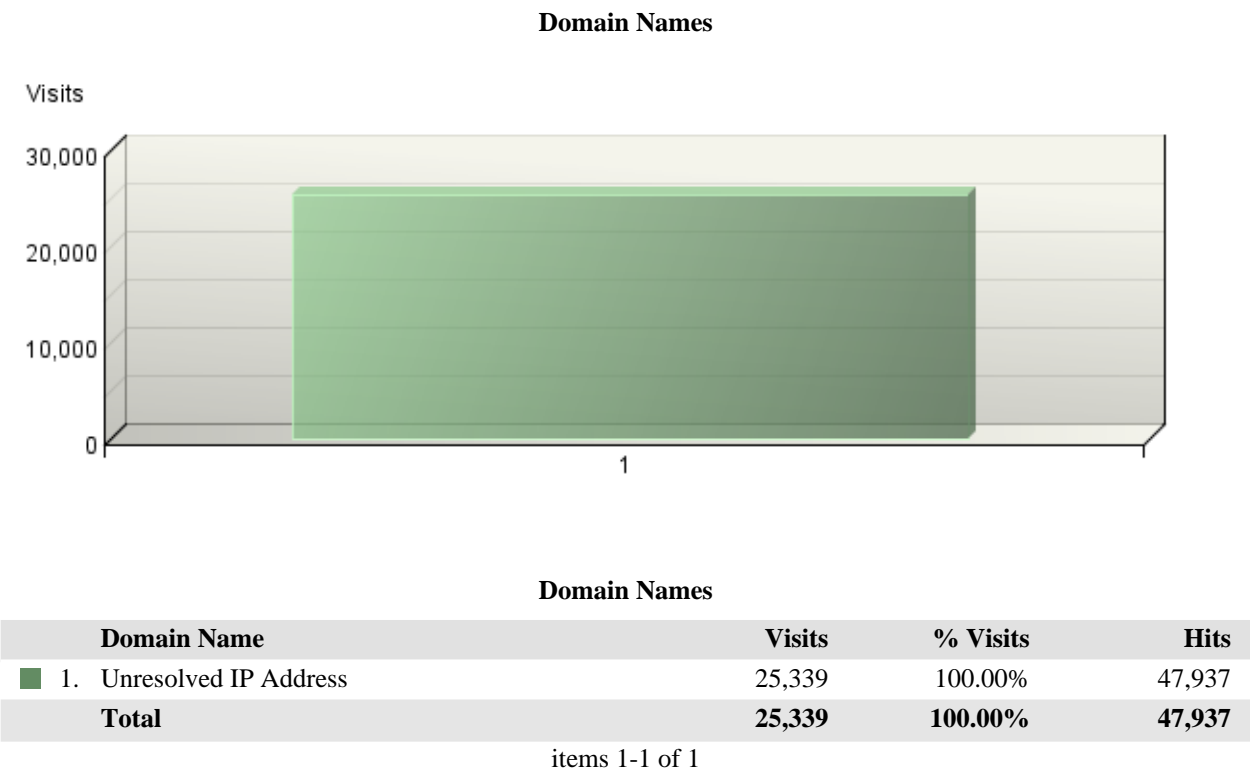 Domain Names
Visits
30,000
20,000
10,000
0
1
Domain Names
Domain Name Visits % Visits Hits
1. Unresolved IP Address 25,339 100.00% 47,937
Total 25,339 100.00% 47,937
items 1-1 of 1